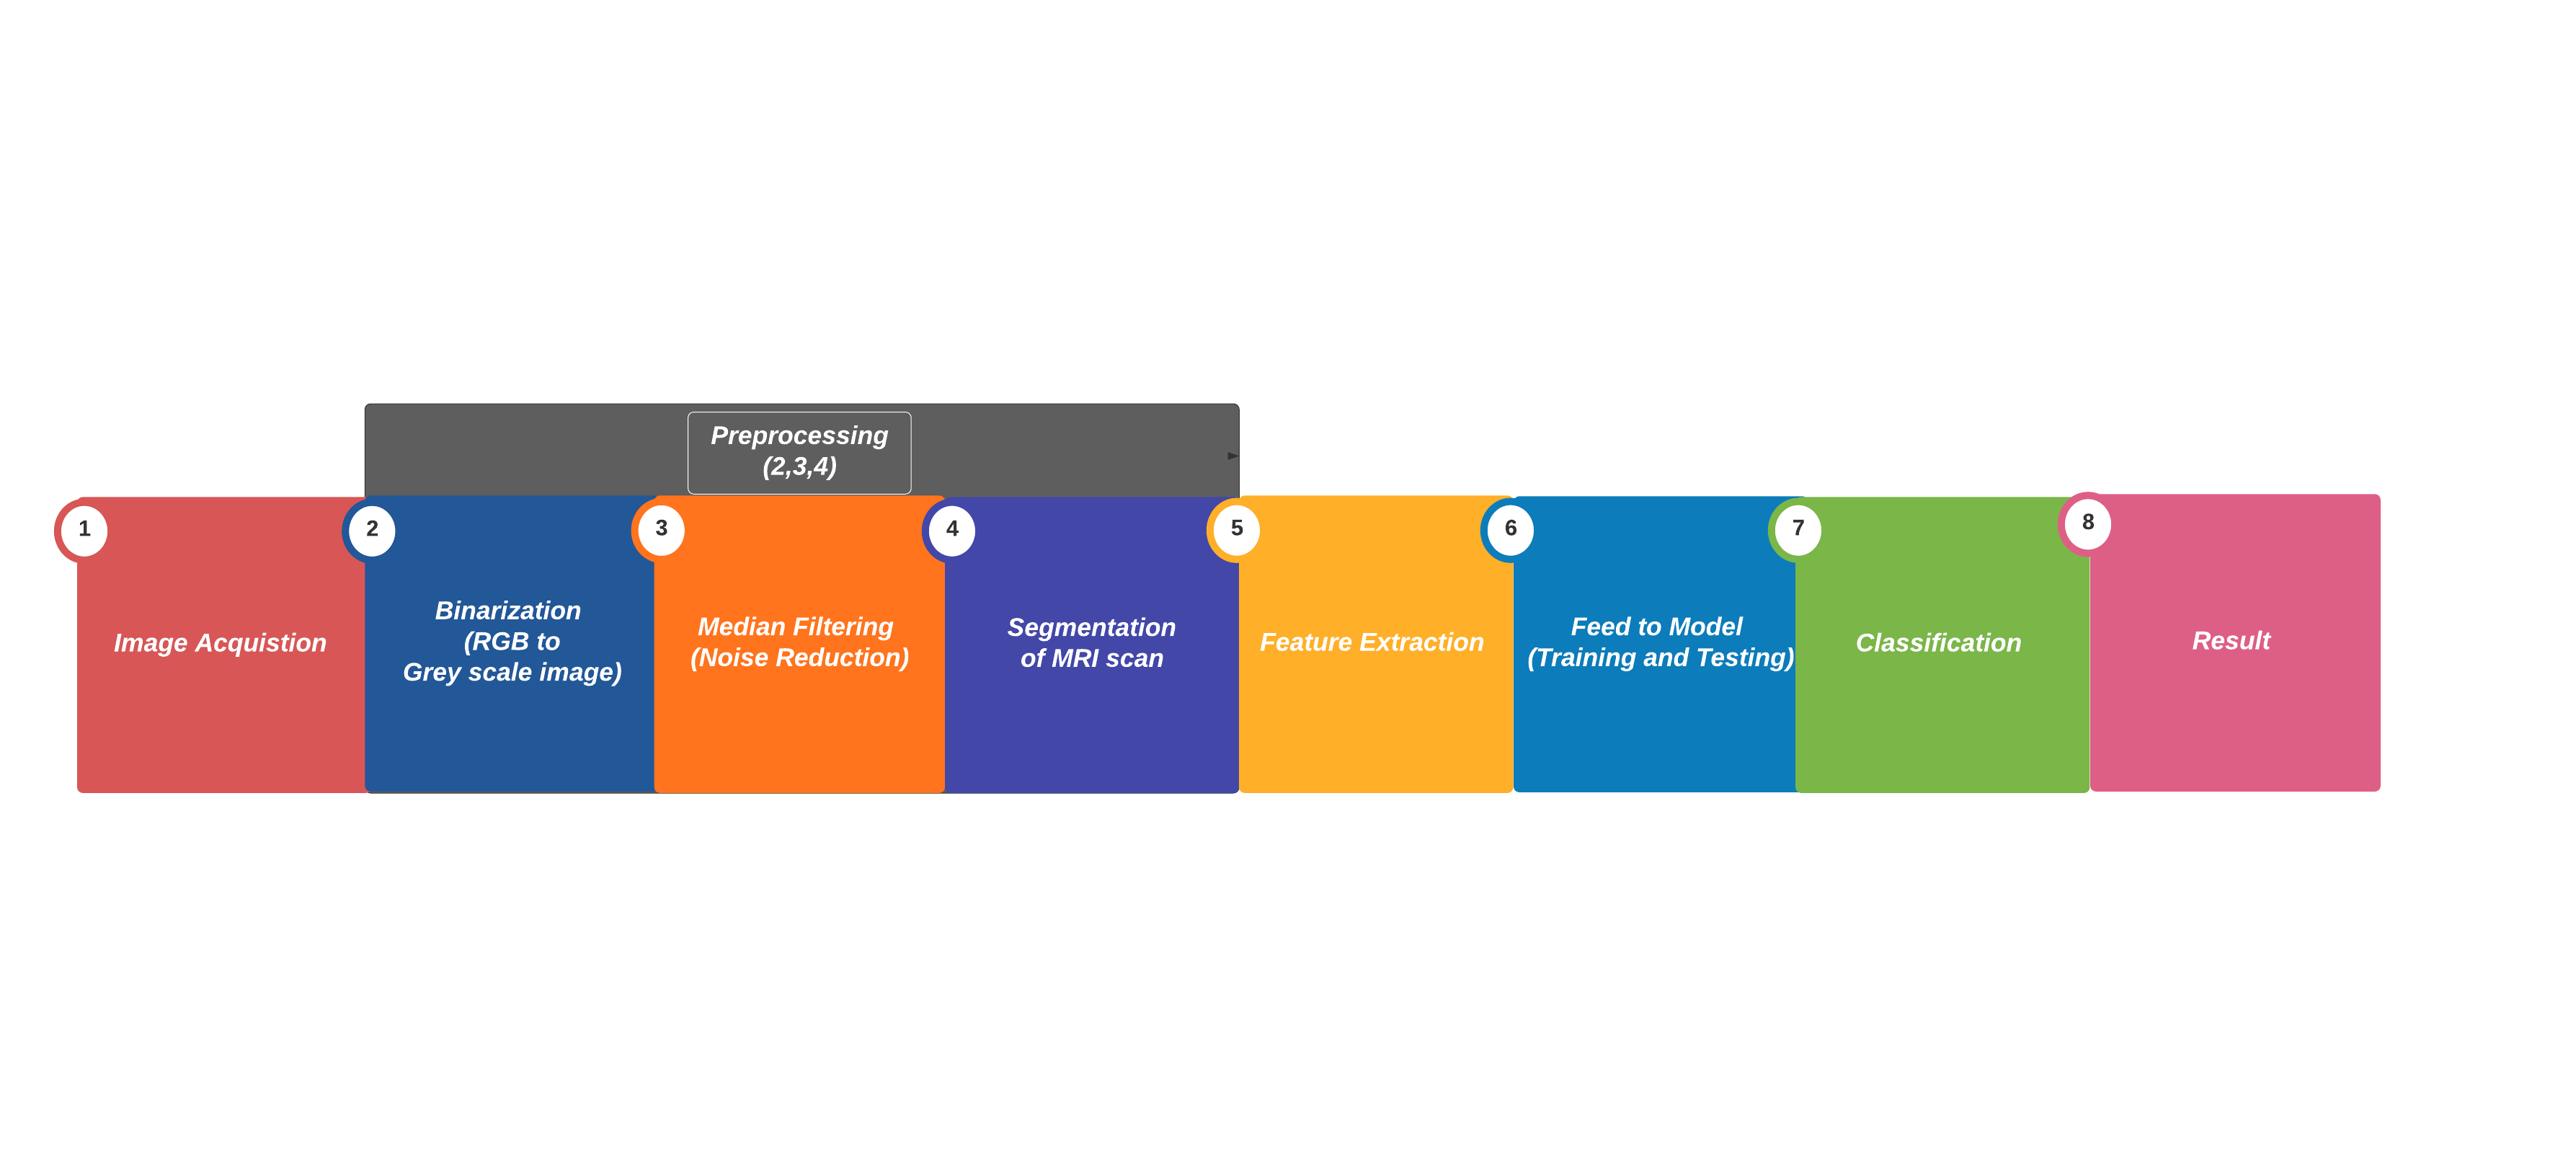 Preprocessing
(2,3,4)
1
Image Acquistion
2
Binarization
(RGB to
Grey scale image)
3
Median Filtering
(Noise Reduction)
4
Segmentation
of MRI scan
5
Feature Extraction
6
Feed to Model
(Training and Testing)
7
Classification
8
Result